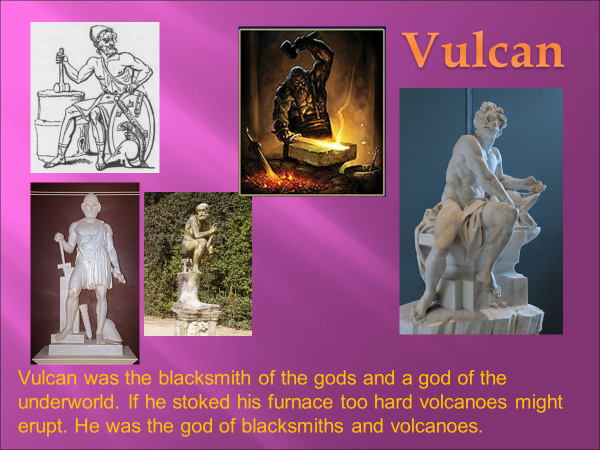 Vulcan
Vulcan was the blacksmith of the gods and a god of the
underworld. If he stoked his furnace too hard volcanoes might
erupt. He was the god of blacksmiths and volcanoes.